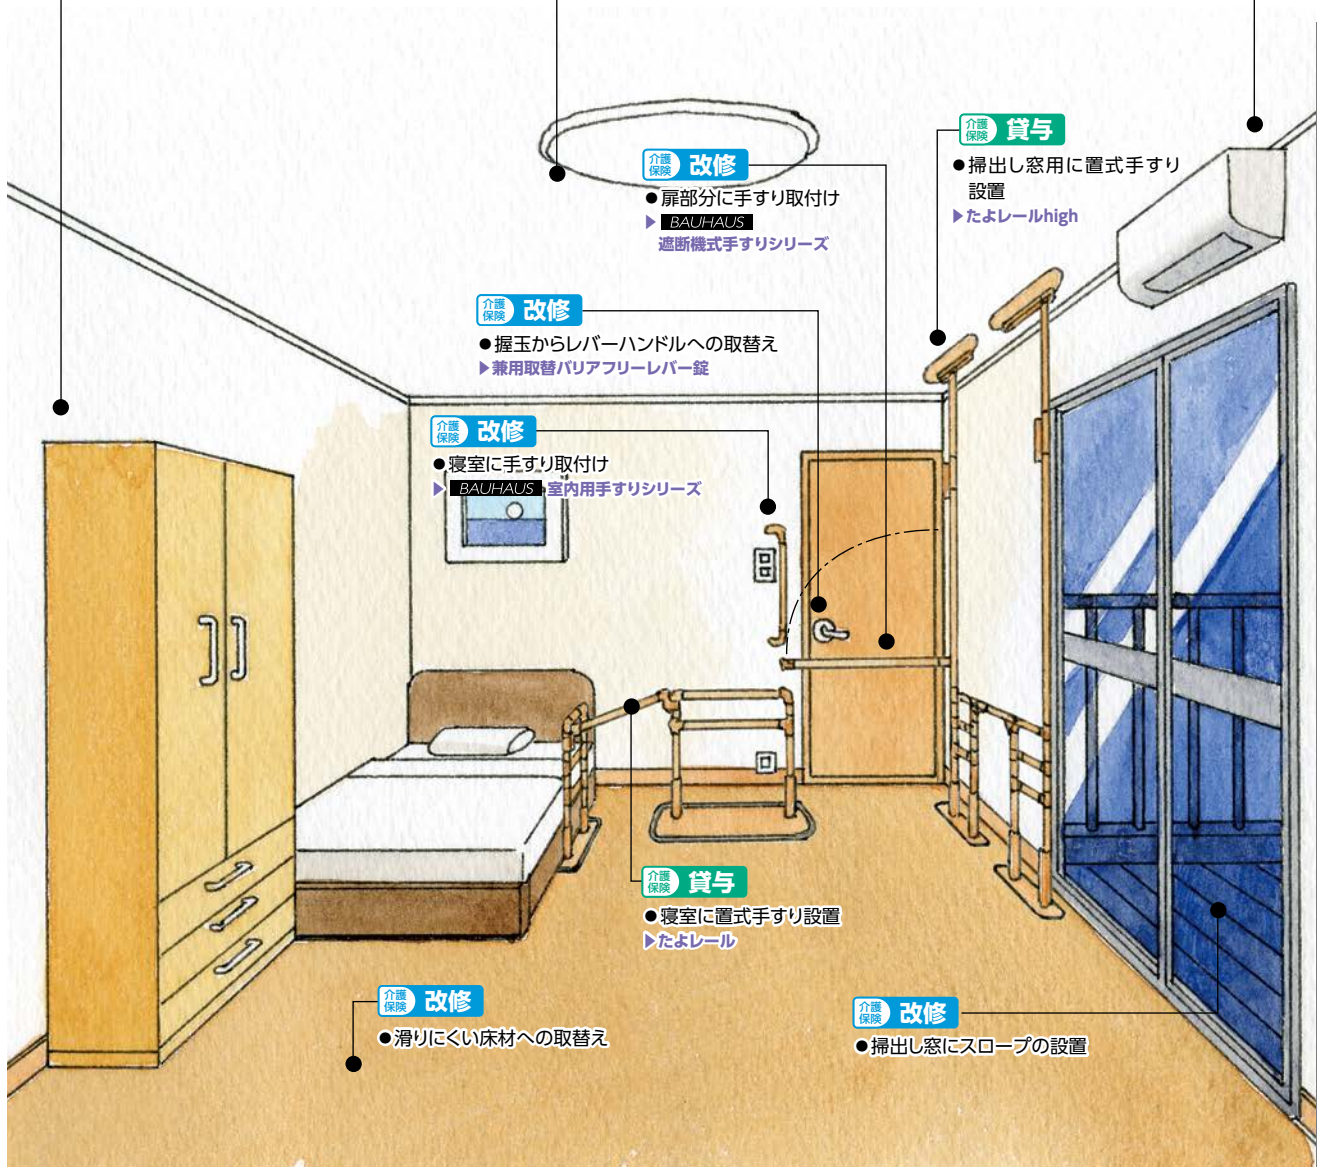 介護保険 貸与
●掃出し窓用に置式手すり
設置
▶たよレールhigh
介護保険 改修
●扉部分に手すり取付け
▶BAUHAUS
遮断機式手すりシリーズ
介護保険 改修
●握玉からレバーハンドルへの取替え
▶兼用取替バリアフリーレバー錠
介護保険 改修
●寝室に手すり取付け
▶BAUHAUS 室内用手すりシリーズ
介護保険 貸与
●寝室に置式手すり設置
▶たよレール
介護保険 改修
●滑りにくい床材への取替え
介護保険 改修
●掃出し窓にスロープの設置